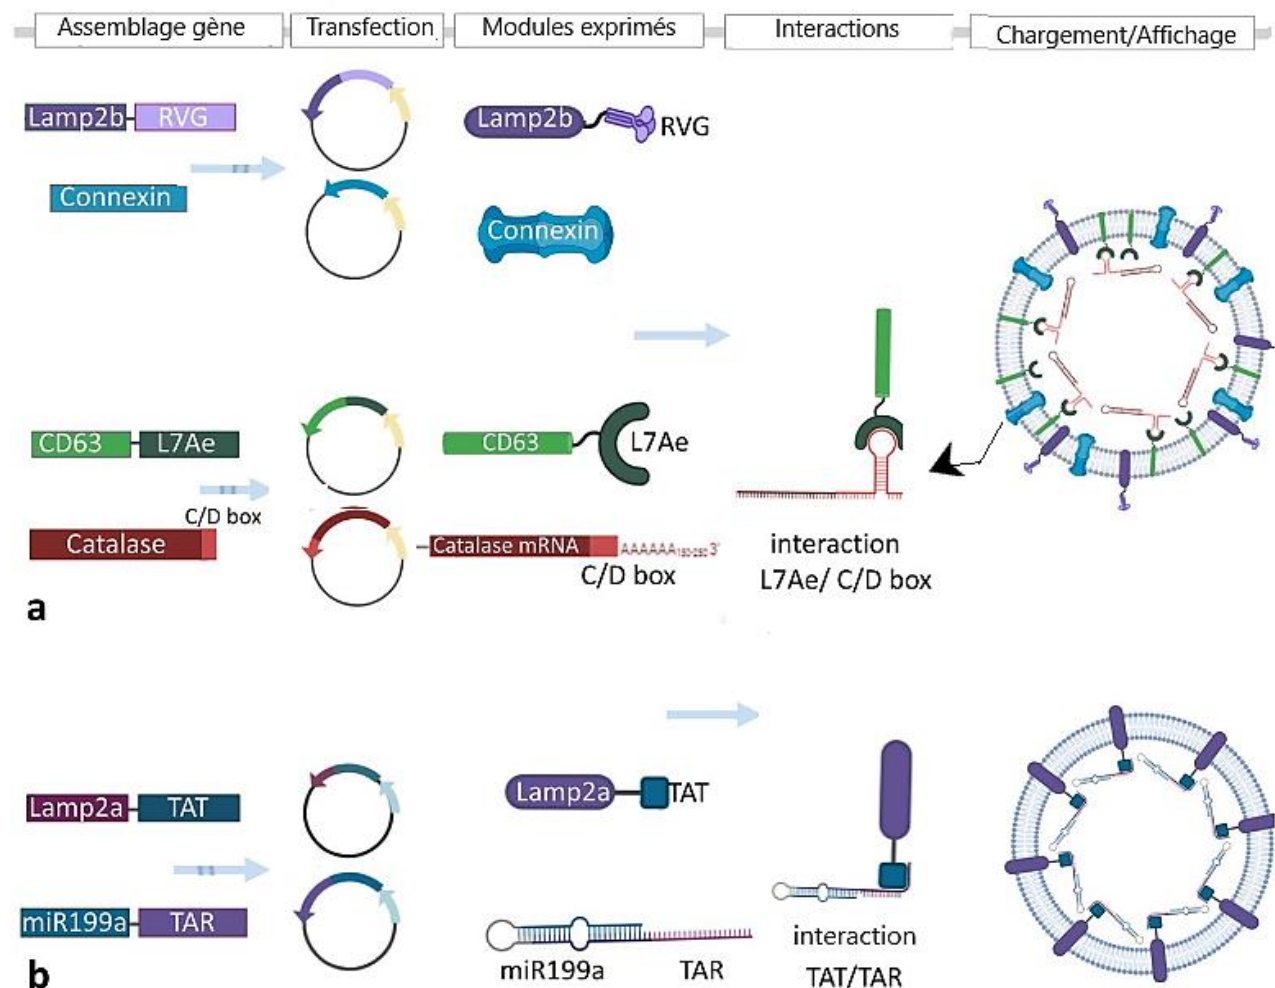 Assemblage gène
Transfection
Modules exprimés
Interactions
Chargement/Affichage
Lamp2b
RVG
Lamp2b
RVG
Connexin
Connexin
CD63
L7Ae
CD63
L7Ae
C/D box
Catalase
Catalase mRNA
AAAAAA
3'
C/D box
interaction
L7Ae/ C/D box
a
Lamp2a
TAT
Lamp2a
TAT
miR199a
TAR
miR199a
TAR
interaction
TAT/TAR
b